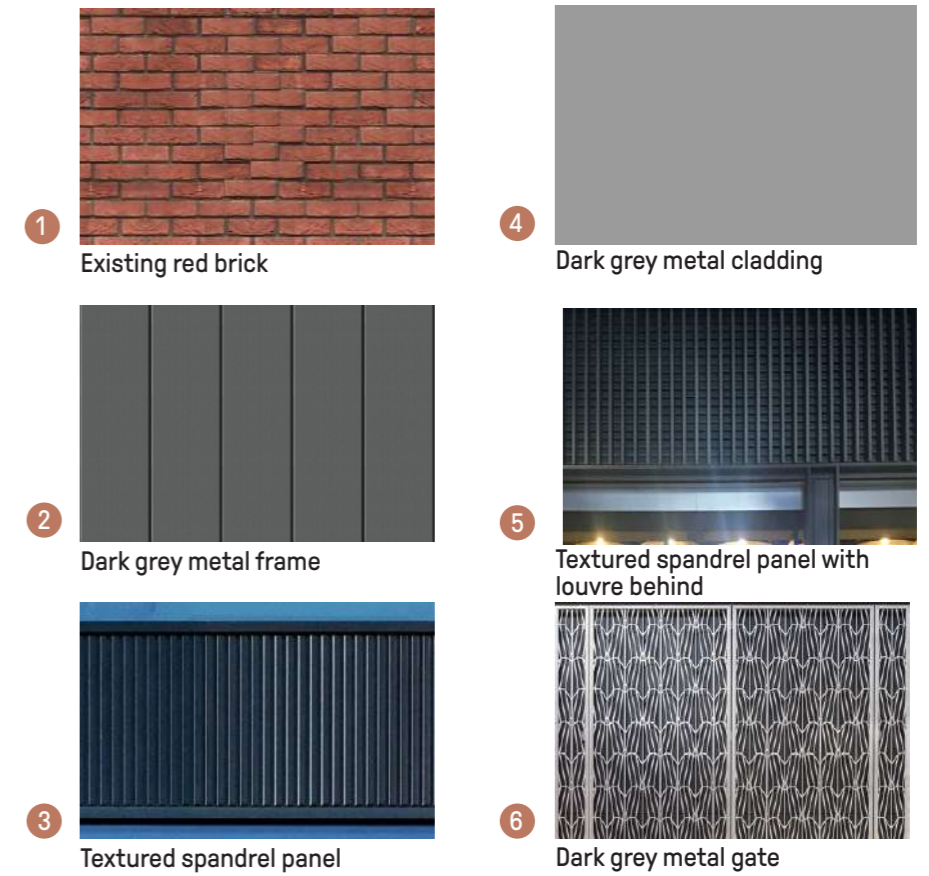 1
Existing red brick
2
Dark grey metal frame
3
Textured spandrel panel
4
Dark grey metal cladding
5
Textured spandrel panel with
louvre behind
6
Dark grey metal gate